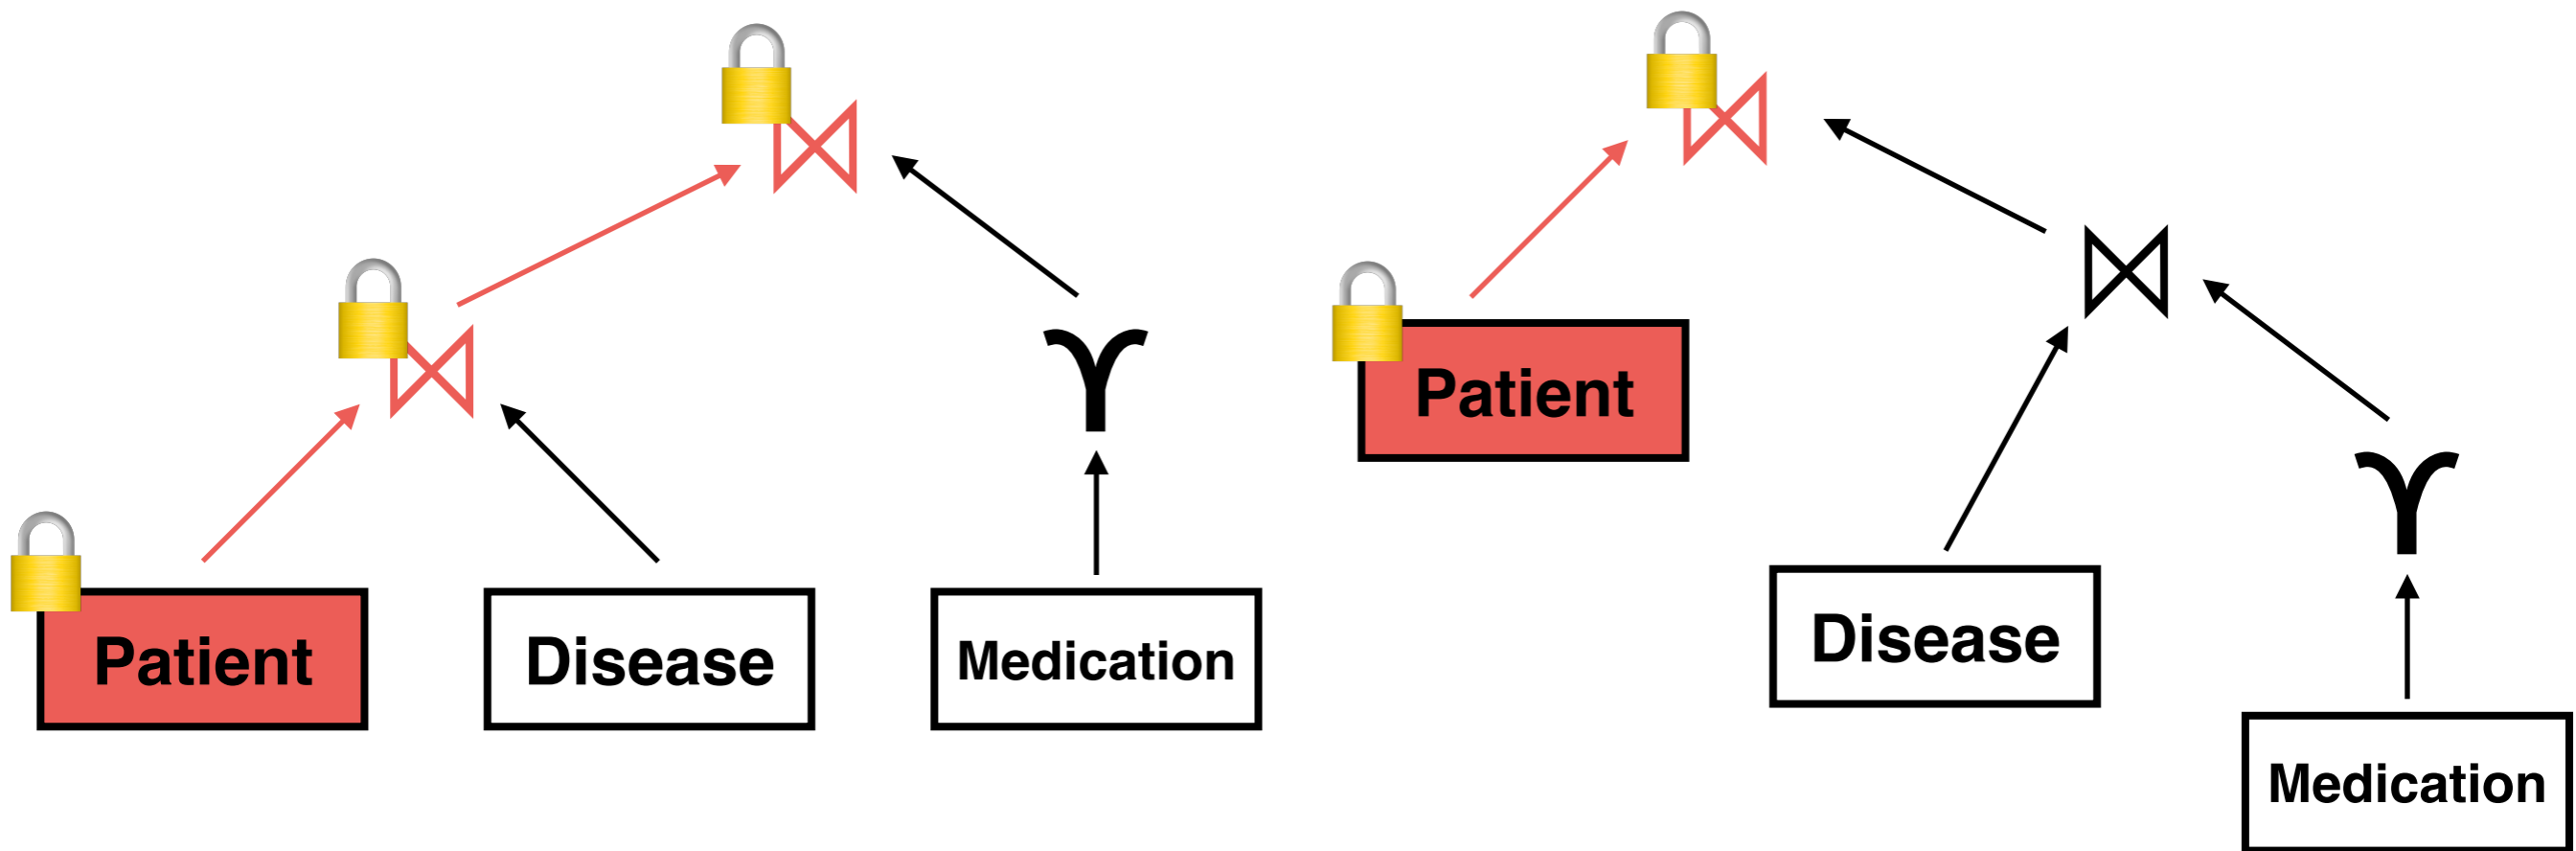 Patient
Disease
Medication
Patient
Disease
Medication